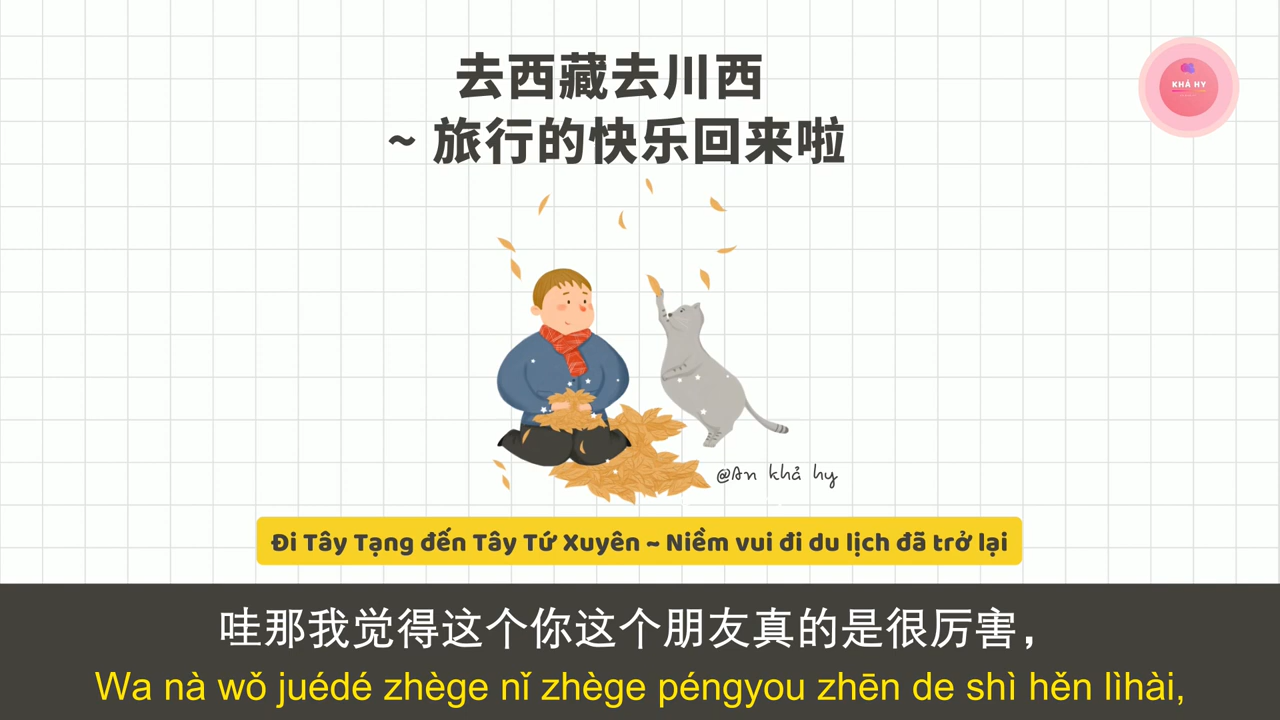 去西藏去川西
~ 旅行的快乐回来啦
KHẢ HY
@An khả hy
Đi Tây Tạng đến Tây Tứ Xuyên ~ Niềm vui đi du lịch đã trở lại
哇那我觉得这个你这个朋友真的是很厉害，
Wa nà wǒ juédé zhège nǐ zhège péngyou zhēn de shì hěn lìhài,